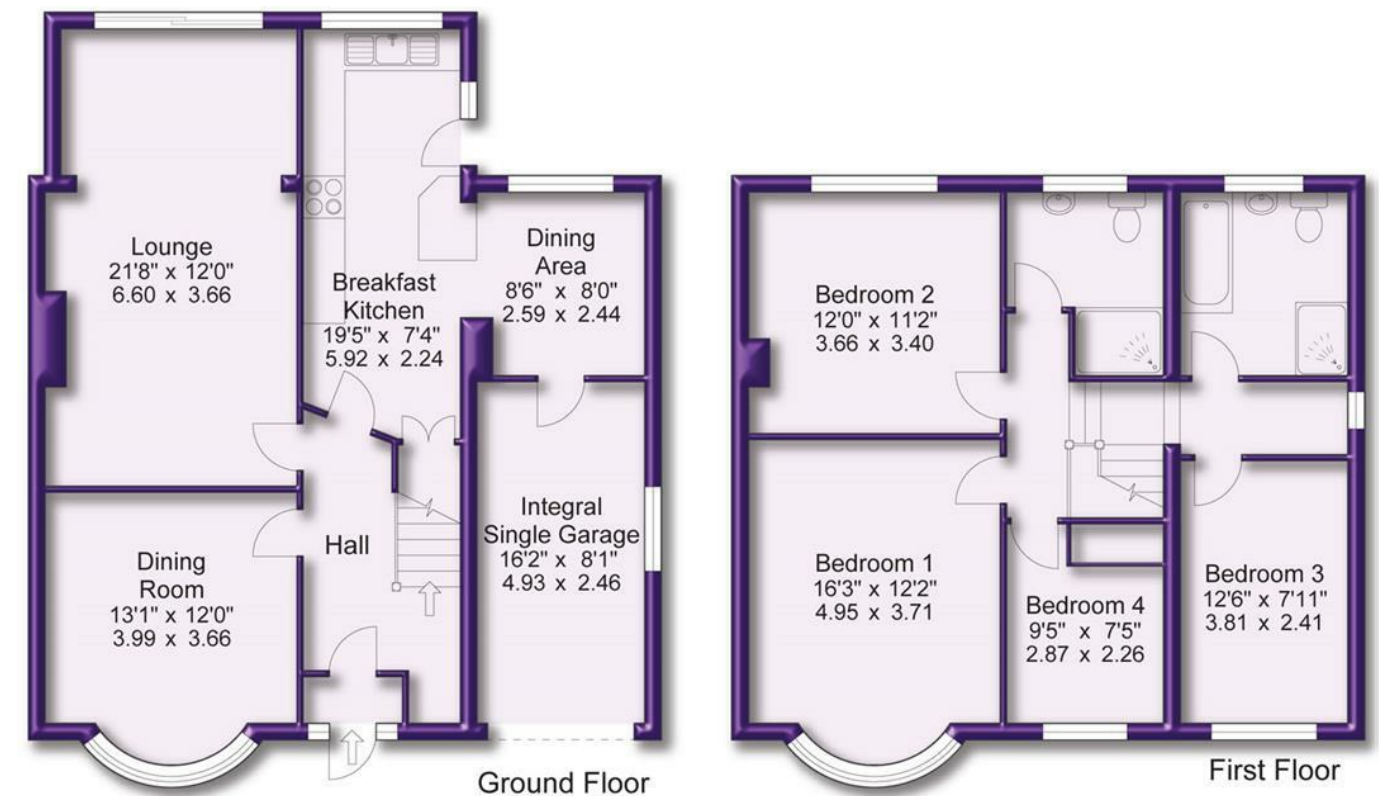 Lounge
21'8" x 12'0"
6.60 x 3.66
Breakfast
Kitchen
19'5" x 7'4"
5.92 x 2.24
Dining
Area
8'6" x 8'0"
2.59 x 2.44
Dining
Room
13'1" x 12'0"
3.99 x 3.66
Hall
Integral
Single Garage
16'2" x 8'1"
4.93 x 2.46
Ground Floor
Bedroom 2
12'0" x 11'2"
3.66 x 3.40
Bedroom 1
16'3" x 12'2"
4.95 x 3.71
Bedroom 4
9'5" x 7'5"
2.87 x 2.26
Bedroom 3
12'6" x 7'11"
3.81 x 2.41
First Floor